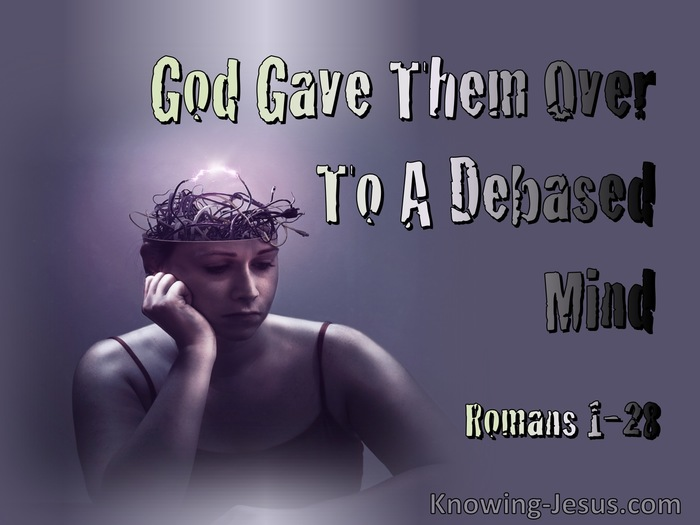 God Gave Them Over
To A Debased
Mind
Romans 1-28
Knowing-Jesus.com